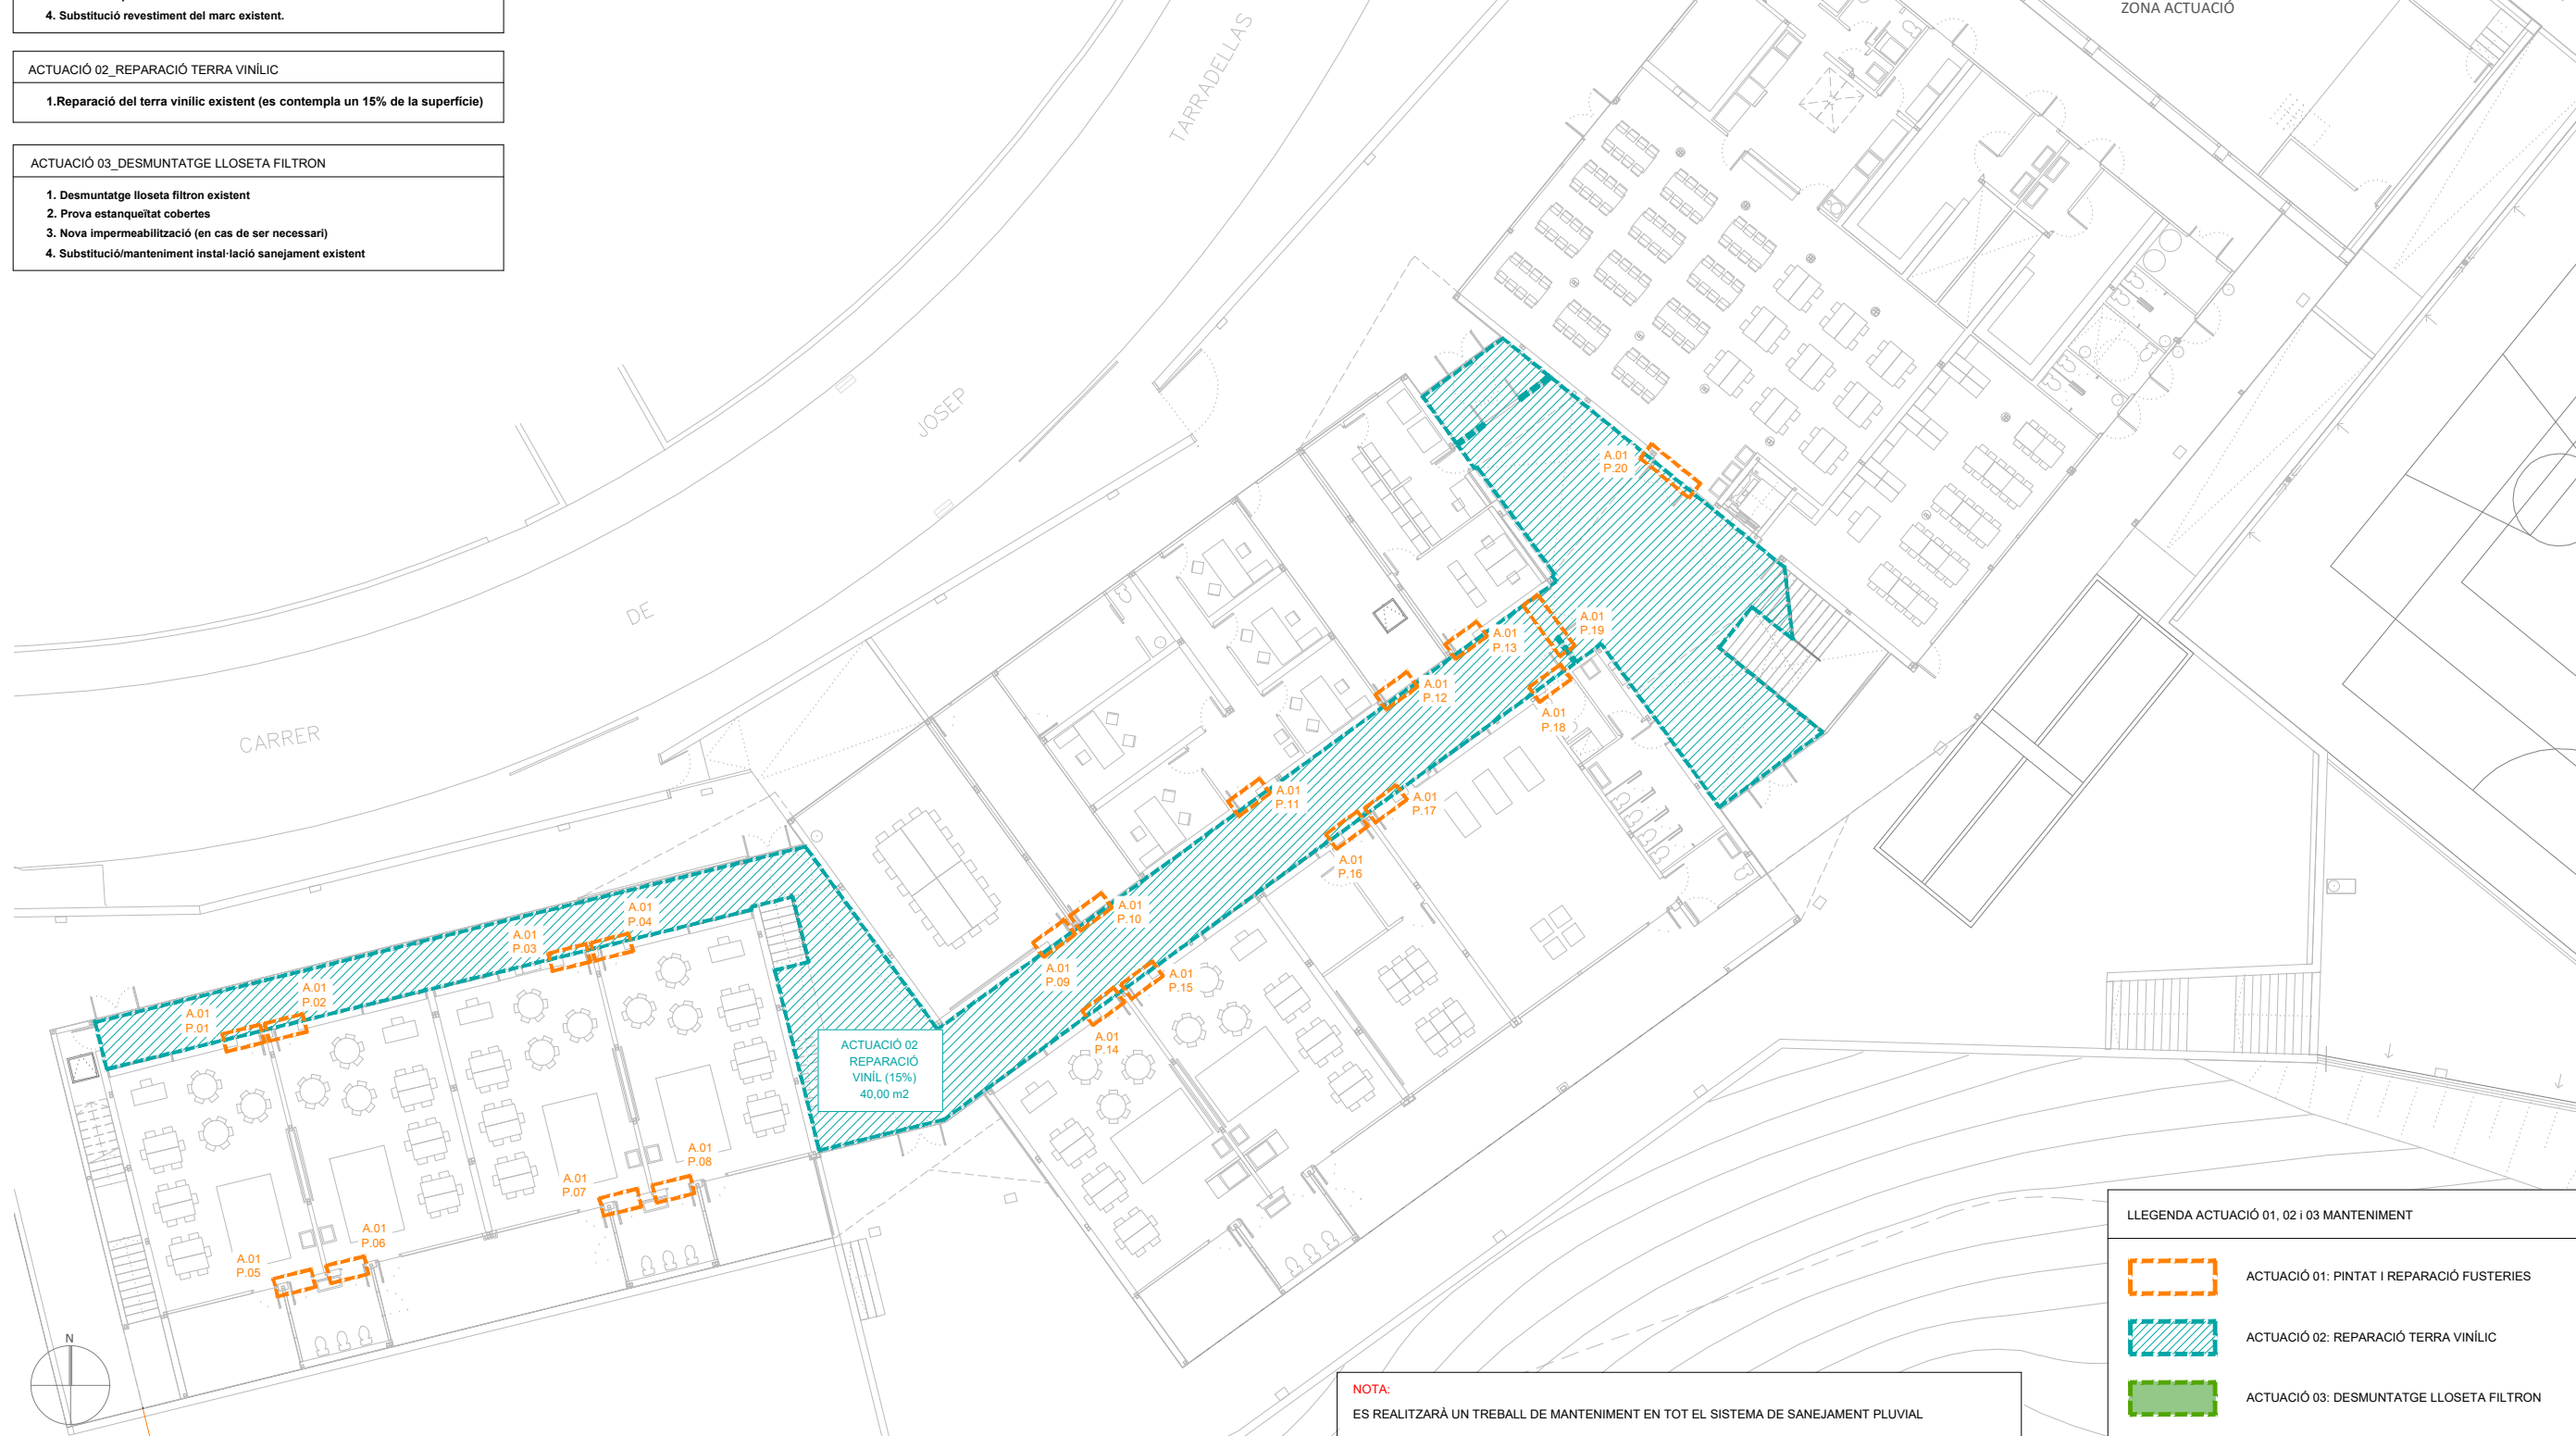 4. Substitució revestiment del marc existent.
ACTUACIÓ 02_REPARACIÓ TERRA VINÍLIC
1.Reparació del terra vinílic existent (es contempla un 15% de la superfície)
ACTUACIÓ 03_DESMUNTATGE LLOSETA FILTRON
1. Desmuntatge lloseta filtron existent
2. Prova estanqueïtat cobertes
3. Nova impermeabilització (en cas de ser necessari)
4. Substitució/manteniment instal·lació sanejament existent
ZONA ACTUACIÓ
CARRER
DE
JOSEP
TARRADELLAS
A.01
P.20
A.01
P.19
A.01
P.13
A.01
P.12
A.01
P.18
A.01
P.11
A.01
P.17
A.01
P.16
A.01
P.10
A.01
P.09
A.01
P.15
A.01
P.14
A.01
P.04
A.01
P.03
A.01
P.02
A.01
P.01
ACTUACIÓ 02
REPARACIÓ
VINÍL (15%)
40,00 m2
A.01
P.08
A.01
P.07
A.01
P.06
A.01
P.05
N
NOTA:
ES REALITZARÀ UN TREBALL DE MANTENIMENT EN TOT EL SISTEMA DE SANEJAMENT PLUVIAL
LLEGENDA ACTUACIÓ 01, 02 i 03 MANTENIMENT
ACTUACIÓ 01: PINTAT I REPARACIÓ FUSTERIES
ACTUACIÓ 02: REPARACIÓ TERRA VINÍLIC
ACTUACIÓ 03: DESMUNTATGE LLOSETA FILTRON